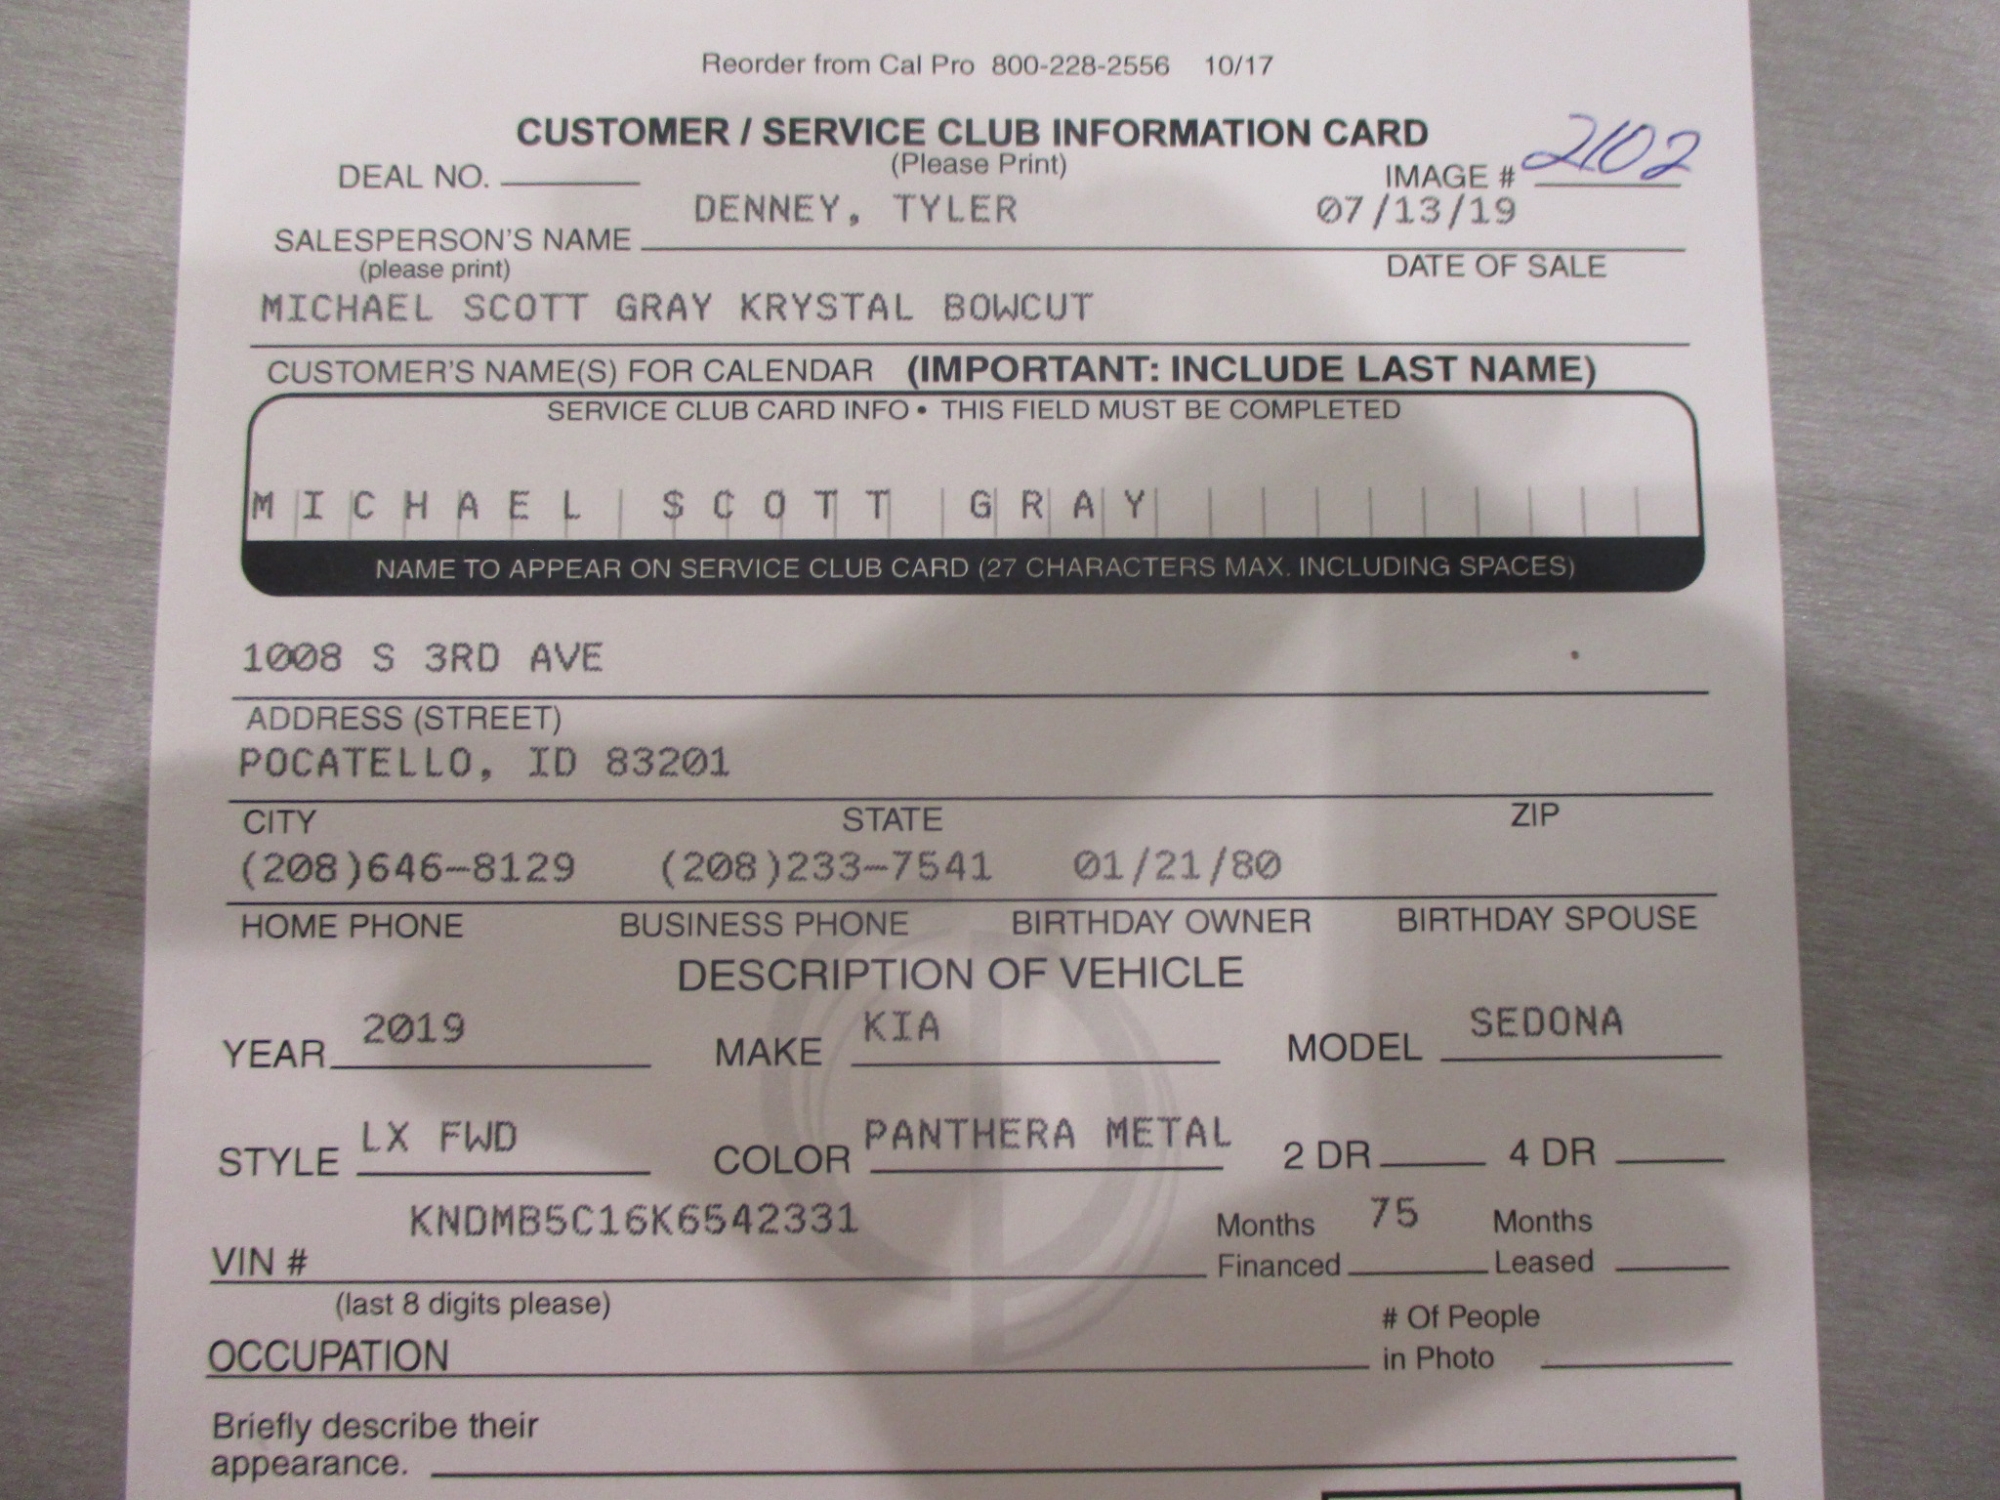 Reorder from Cal Pro 800-228-2556 10/17
CUSTOMER / SERVICE CLUB INFORMATION CARD
(Please Print)
DEAL NO. IMAGE # 2102
DENNEY, TYLER 07/13/19
SALESPERSON'S NAME
(please print) DATE OF SALE
MICHAEL SCOTT GRAY KRYSTAL BOWCUT
CUSTOMER'S NAME(S) FOR CALENDAR (IMPORTANT: INCLUDE LAST NAME)
SERVICE CLUB CARD INFO • THIS FIELD MUST BE COMPLETED
MICHAEL SCOTT GRAY
NAME TO APPEAR ON SERVICE CLUB CARD (27 CHARACTERS MAX. INCLUDING SPACES)
1008 S 3RD AVE
ADDRESS (STREET)
POCATELLO, ID 83201
CITY STATE ZIP
(208)646-8129 (208)233-7541 01/21/80
HOME PHONE BUSINESS PHONE BIRTHDAY OWNER BIRTHDAY SPOUSE
DESCRIPTION OF VEHICLE
YEAR 2019 MAKE KIA MODEL SEDONA
STYLE LX FWD COLOR PANTHERA METAL 2 DR 4 DR
KNDMB5C16K6542331 Months 75 Months
VIN # Financed Leased
(last 8 digits please) # Of People
OCCUPATION in Photo
Briefly describe their
appearance.